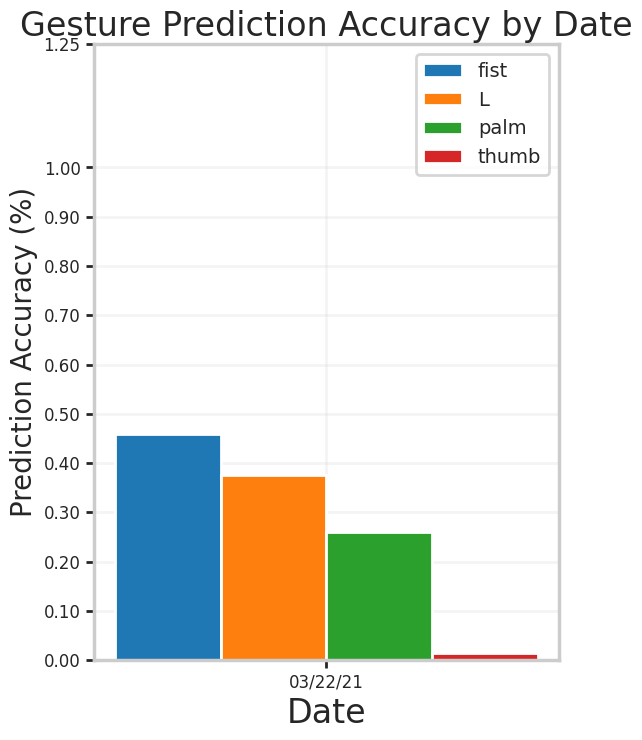 Gesture Prediction Accuracy by Date
1.25
1.00
0.90
0.80
0.70
0.60
0.50
0.40
0.30
0.20
0.10
0.00
Prediction Accuracy (%)
fist
L
palm
thumb
03/22/21
Date